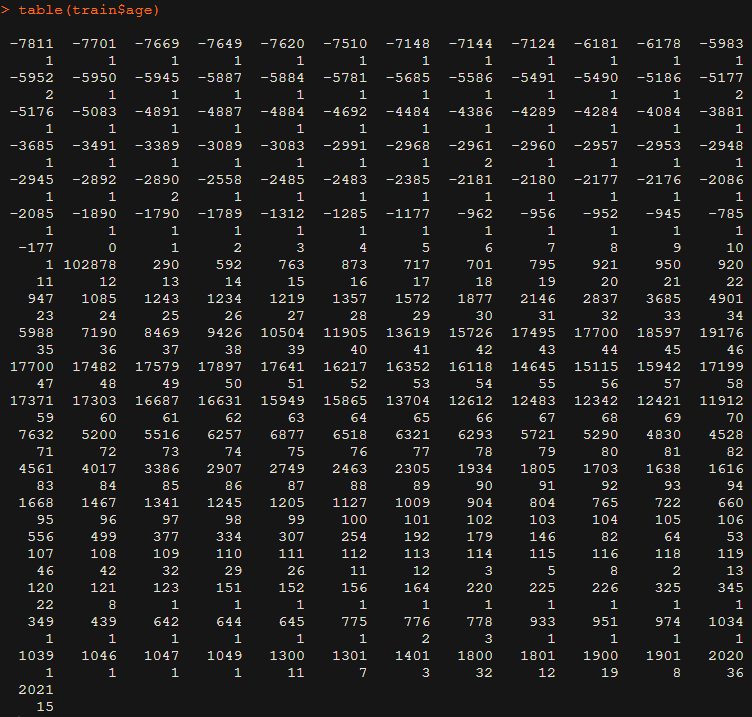 > table(train$age)
-7811 -7701 -7669 -7649 -7620 -7510 -7148 -7144 -7124 -6181 -6178 -5983
1 1 1 1 1 1 1 1 1 1 1 1
-5952 -5950 -5945 -5887 -5884 -5781 -5685 -5586 -5491 -5490 -5186 -5177
2 1 1 1 1 1 1 1 1 1 1 2
-5176 -5083 -4891 -4887 -4884 -4692 -4484 -4386 -4289 -4284 -4084 -3881
1 1 1 1 1 1 1 1 1 1 1 1
-3685 -3491 -3389 -3089 -3083 -2991 -2968 -2961 -2960 -2957 -2953 -2948
1 1 1 1 1 1 1 2 1 1 1 1
-2945 -2892 -2890 -2558 -2485 -2483 -2385 -2181 -2180 -2177 -2176 -2086
1 1 2 1 1 1 1 1 1 1 1 1
-2085 -1890 -1790 -1789 -1312 -1285 -1177 -962 -956 -952 -945 -785
1 1 1 1 1 1 1 1 1 1 1 1
-177 0 1 2 3 4 5 6 7 8 9 10
1 102878 290 592 763 873 717 701 795 921 950 920
11 12 13 14 15 16 17 18 19 20 21 22
947 1085 1243 1234 1219 1357 1572 1877 2146 2837 3685 4901
23 24 25 26 27 28 29 30 31 32 33 34
5988 7190 8469 9426 10504 11905 13619 15726 17495 17700 18597 19176
35 36 37 38 39 40 41 42 43 44 45 46
17700 17482 17579 17897 17641 16217 16352 16118 14645 15115 15942 17199
47 48 49 50 51 52 53 54 55 56 57 58
17371 17303 16687 16631 15949 15865 13704 12612 12483 12342 12421 11912
59 60 61 62 63 64 65 66 67 68 69 70
7632 5200 5516 6257 6877 6518 6321 6293 5721 5290 4830 4528
71 72 73 74 75 76 77 78 79 80 81 82
4561 4017 3386 2907 2749 2463 2305 1934 1805 1703 1638 1616
83 84 85 86 87 88 89 90 91 92 93 94
1668 1467 1341 1245 1205 1127 1009 904 804 765 722 660
95 96 97 98 99 100 101 102 103 104 105 106
556 499 377 334 307 254 192 179 146 82 64 53
107 108 109 110 111 112 113 114 115 116 118 119
46 42 32 29 26 11 12 3 5 8 2 13
120 121 123 151 152 156 164 220 225 226 325 345
22 8 1 1 1 1 1 1 1 1 1 1
349 439 642 644 645 775 776 778 933 951 974 1034
1 1 1 1 1 1 2 3 1 1 1 1
1039 1046 1047 1049 1300 1301 1401 1800 1801 1900 1901 2020
1 1 1 1 11 7 3 32 12 19 8 36
2021
15